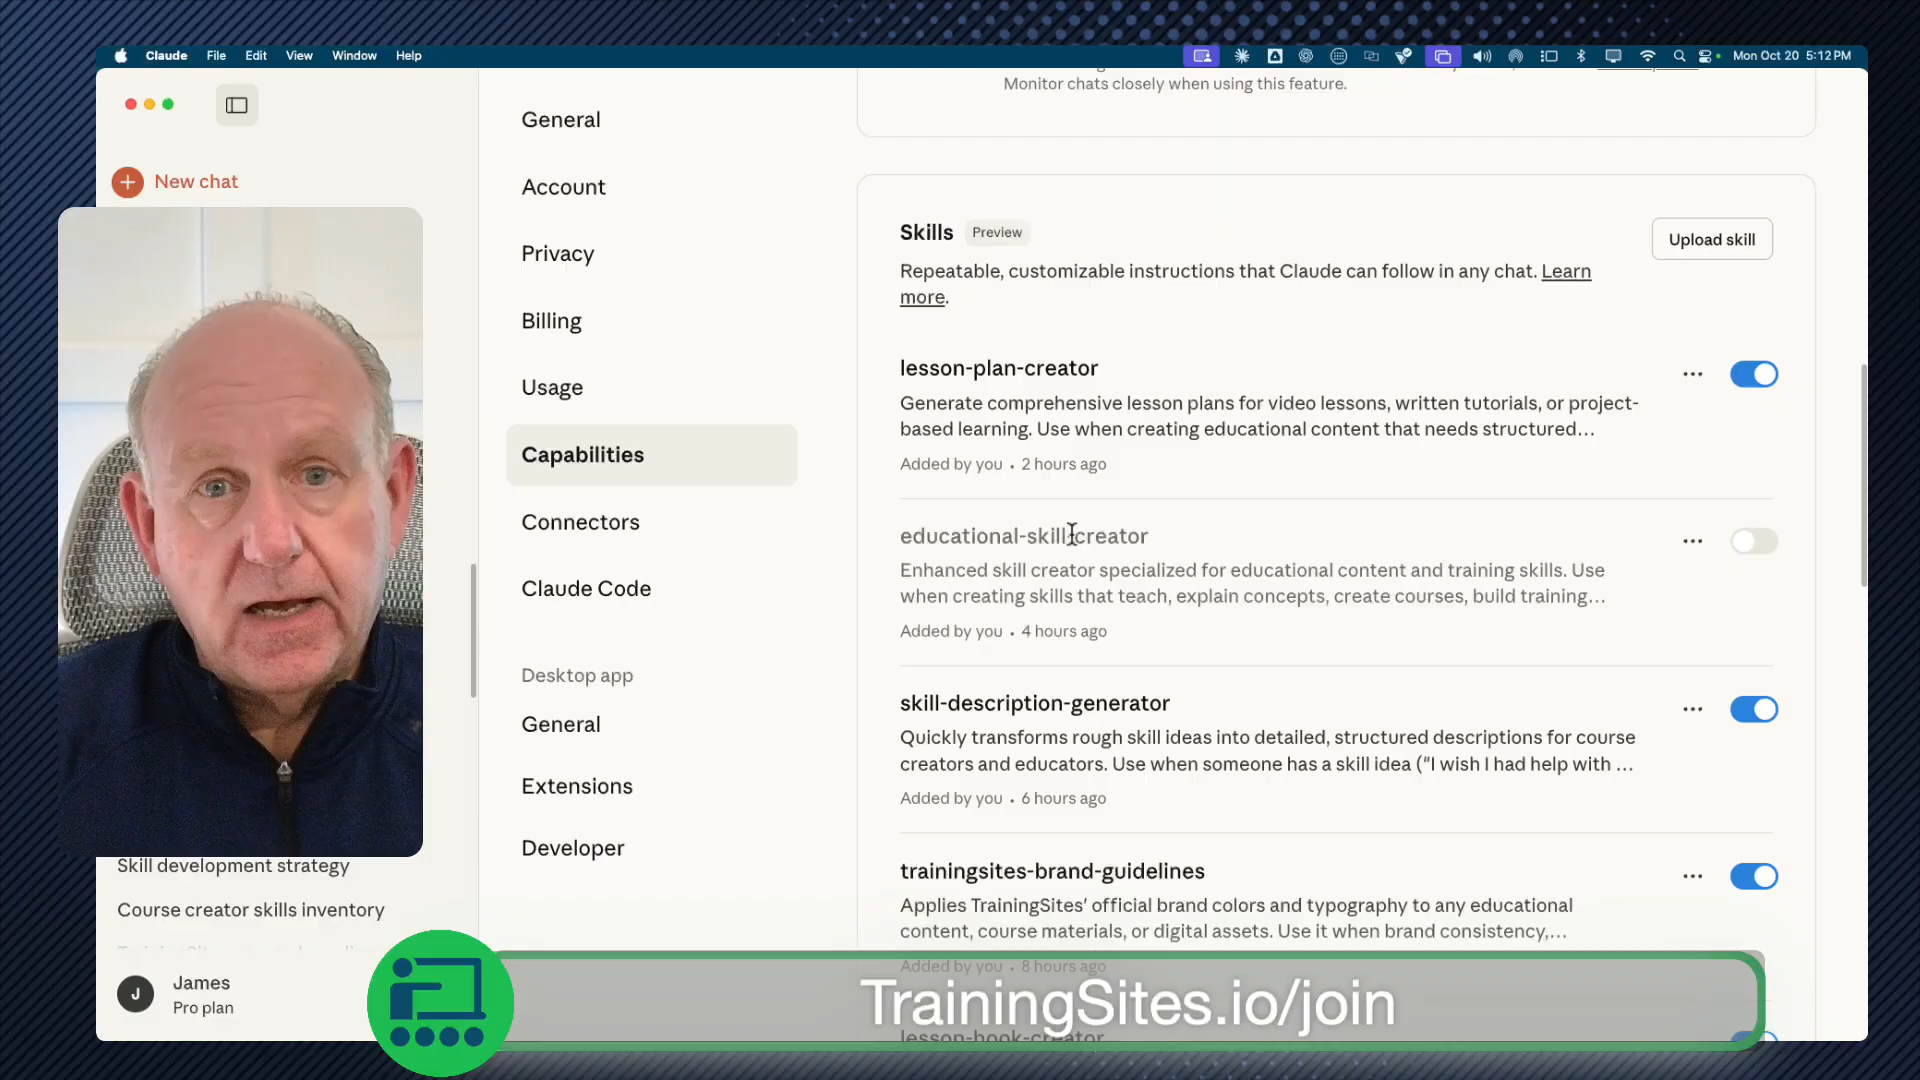 Claude File Edit View Window Help
Mon Oct 20 5:12 PM
New chat
Skill development strategy
Course creator skills inventory
J
James
Pro plan
General
Account
Privacy
Billing
Usage
Capabilities
Connectors
Claude Code
Desktop app
General
Extensions
Developer
Monitor chats closely when using this feature.
Skills Preview
Upload skill
Repeatable, customizable instructions that Claude can follow in any chat. Learn
more.
lesson-plan-creator
Generate comprehensive lesson plans for video lessons, written tutorials, or project-
based learning. Use when creating educational content that needs structured...
Added by you • 2 hours ago
educational-skill-creator
Enhanced skill creator specialized for educational content and training skills. Use
when creating skills that teach, explain concepts, create courses, build training...
Added by you • 4 hours ago
skill-description-generator
Quickly transforms rough skill ideas into detailed, structured descriptions for course
creators and educators. Use when someone has a skill idea ("I wish I had help with ...
Added by you • 6 hours ago
trainingsites-brand-guidelines
Applies TrainingSites' official brand colors and typography to any educational
content, course materials, or digital assets. Use it when brand consistency,...
Added by you • 8 hours ago
TrainingSites.io/join
lesson-hook-creator